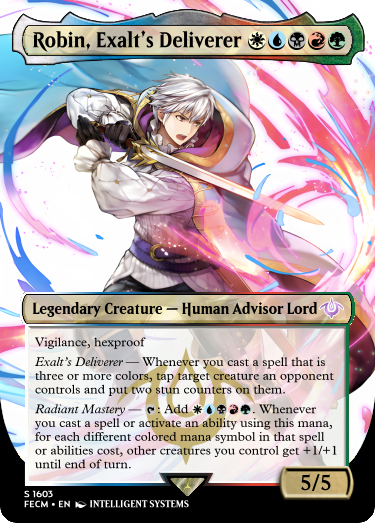 Robin, Exalt's Deliverer
Legendary Creature — Human Advisor Lord
Vigilance, hexproof
Exalt's Deliverer — Whenever you cast a spell that is
three or more colors, tap target creature an opponent
controls and put two stun counters on them.
Radiant Mastery — : Add . Whenever
you cast a spell or activate an ability using this mana,
for each different colored mana symbol in that spell
or abilities cost, other creatures you control get +1/+1
until end of turn.
5/5
S 1603
FECM • EN INTELLIGENT SYSTEMS